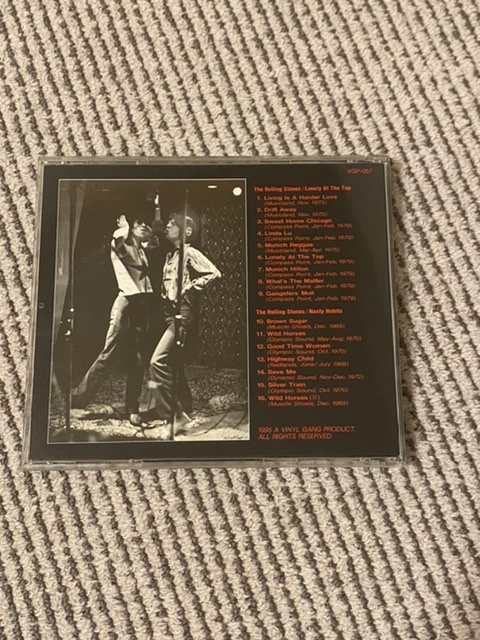 VGP-057
The Rolling Stones / Lonely At The Top
1. Living Is A Harder Love
(Musicland, Nov. 1973)
2. Drift Away
(Musicland, Nov. 1973)
3. Sweet Home Chicago
(Compass Point, Jan-Feb. 1979)
4. Linda Lu
(Compass Point, Jan-Feb. 1979)
5. Munich Reggae
(Musicland, Mar-Apr. 1975)
6. Lonely At The Top
(Compass Point, Jan-Feb. 1979)
7. Munich Hilton
(Compass Point, Jan-Feb. 1979)
8. What's The Matter
(Compass Point, Jan-Feb. 1979)
9. Gangsters Moll
(Compass Point, Jan-Feb 1979)
The Rolling Stones / Nasty Habits
10. Brown Sugar
(Muscle Shoals, Dec. 1969)
11. Wild Horses
(Olympic Sound, May-Aug. 1970)
12. Good Time Women
(Olympic Sound, Oct. 1970)
13. Highway Child
(Redlands, June / July 1968)
14. Save Me
(Dynamic Sound, Nov-Dec. 1972)
15. Silver Train
(Olympic Sound, Oct. 1970)
16. Wild Horses (II)
(Muscle Shoals, Dec. 1969)
1995 A VINYL GANG PRODUCT.
ALL RIGHTS RESERVED.